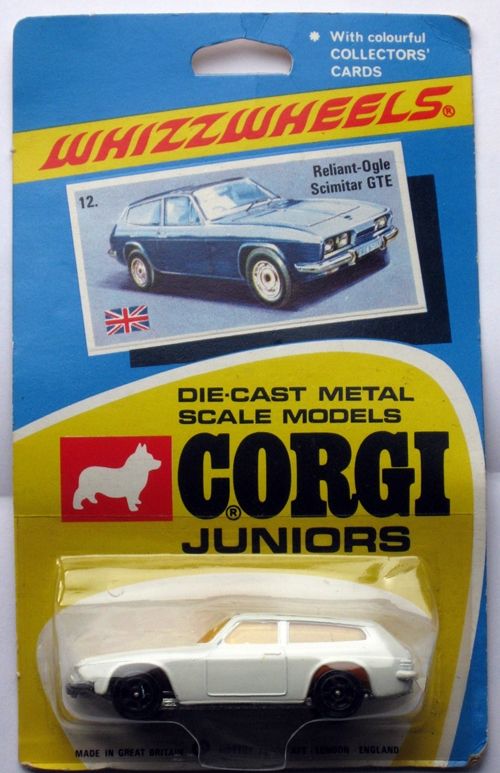 * With colourful
COLLECTORS'
CARDS
WHIZZWHEELS®
12.
Reliant-Ogle
Scimitar GTE
DIE-CAST METAL
SCALE MODELS
CORGI®
JUNIORS
MADE IN GREAT BRITAIN LONDON · ENGLAND